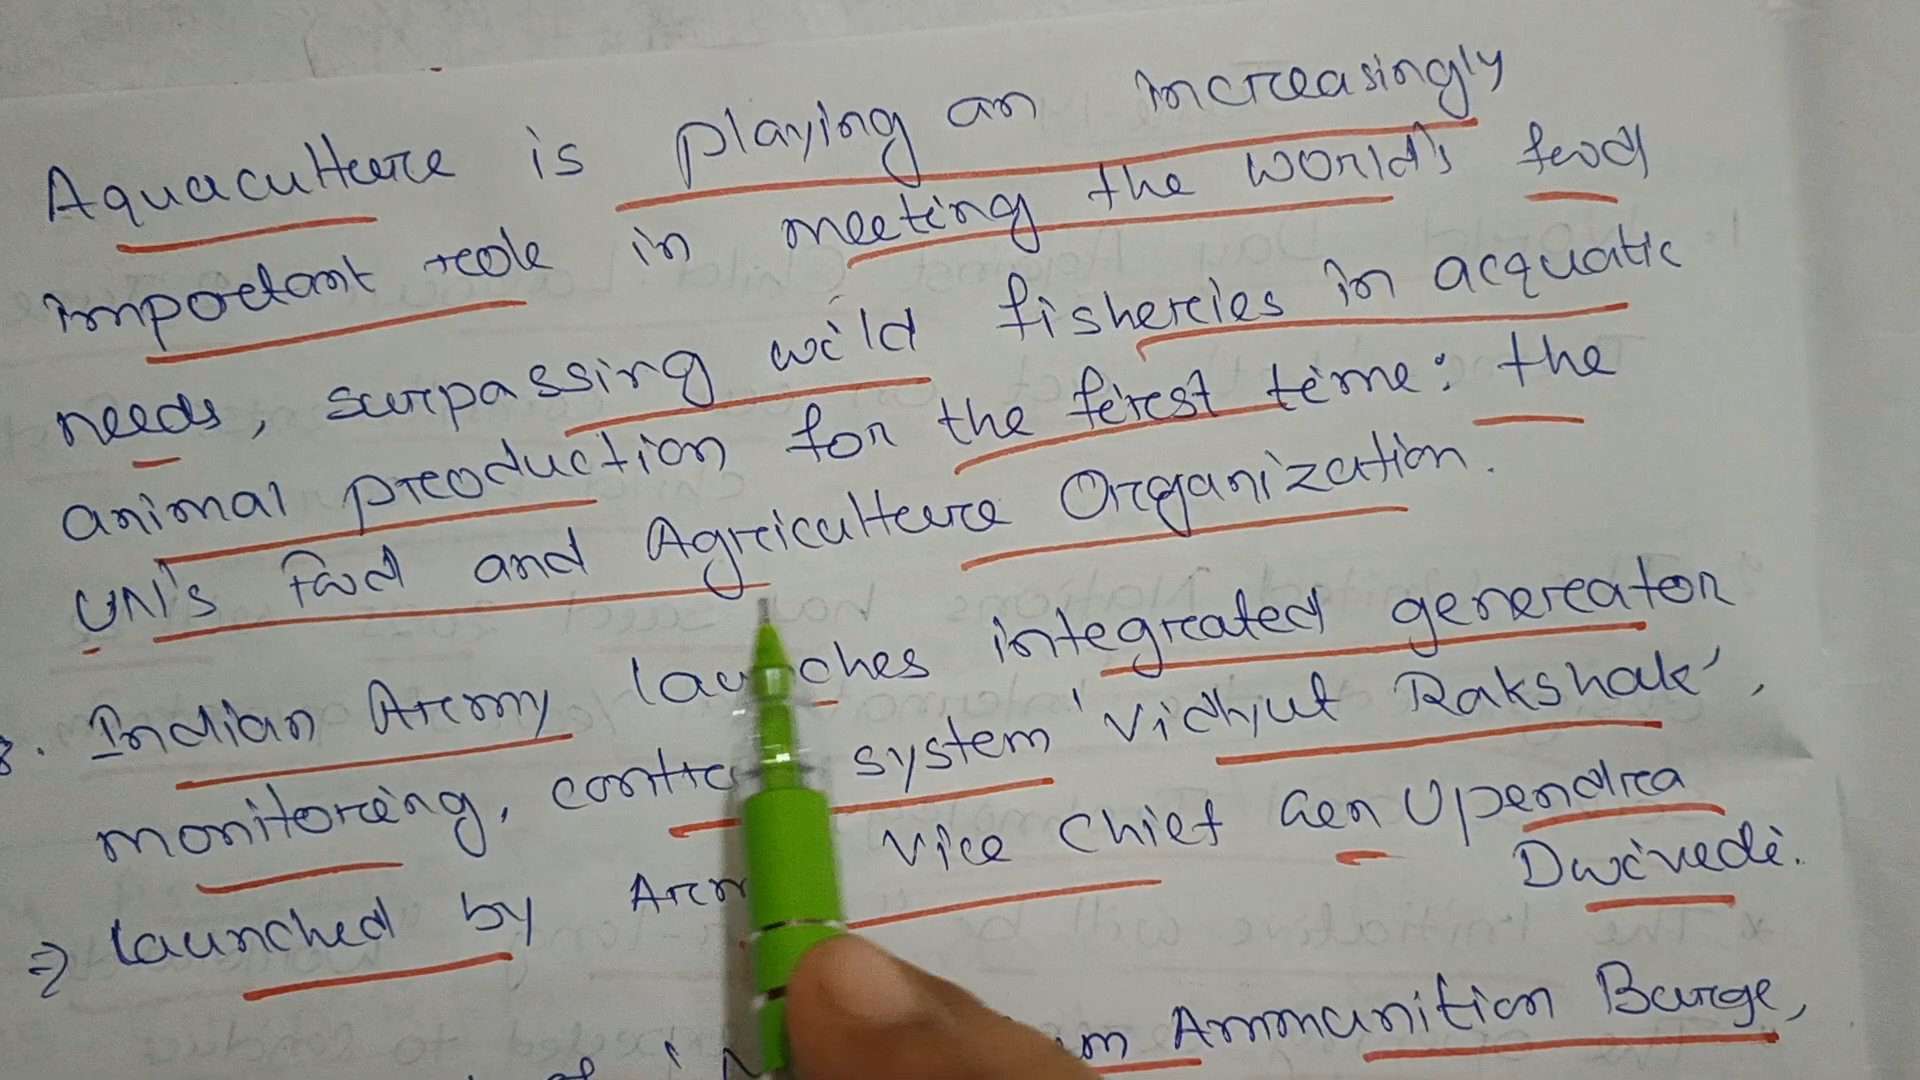 Aquaculture is playing an increasingly
important role in meeting the world's food
needs, surpassing wild fisheries in acquatic
animal production for the first time: the
UN's Food and Agriculture Organization.
8. Indian Army launches integrated generator
monitoring, control system 'Vidyut Rakshak',
⇒ launched by Army Vice Chief Gen Upendra
Dwivedi.
Ammunition Barge,